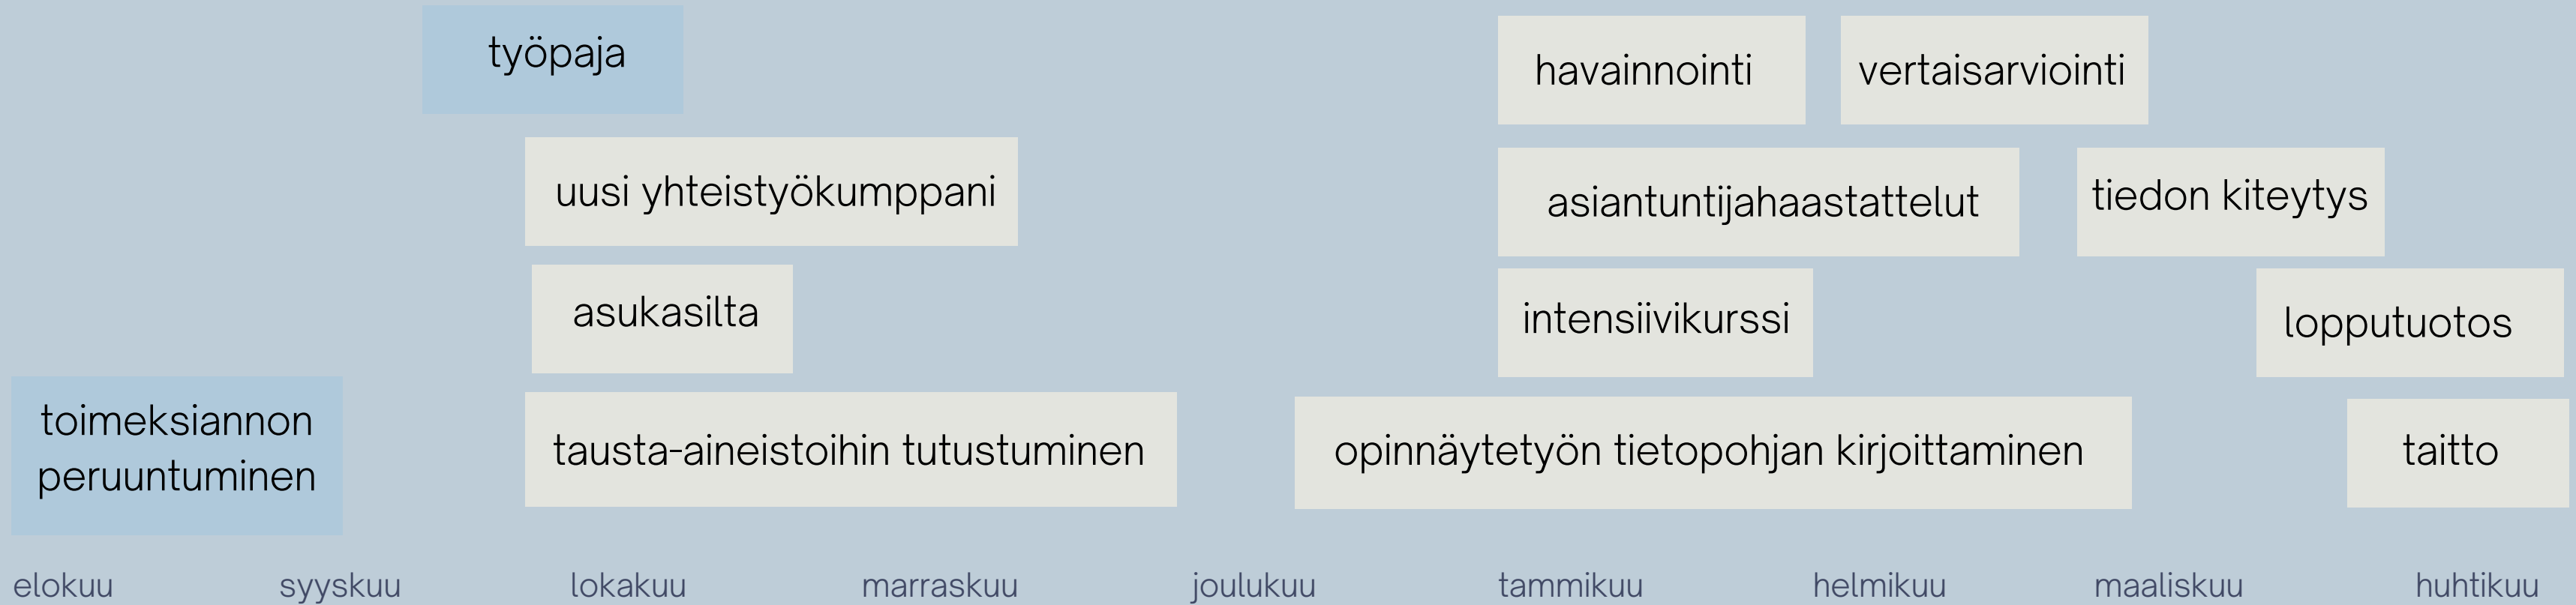 työpaja
havainnointi
vertaisarviointi
uusi yhteistyökumppani
asiantuntijahaastattelut
tiedon kiteytys
asukasilta
intensiivikurssi
lopputuotos
toimeksiannon
peruuntuminen
tausta-aineistoihin tutustuminen
opinnäytetyön tietopohjan kirjoittaminen
taitto
elokuu
syyskuu
lokakuu
marraskuu
joulukuu
tammikuu
helmikuu
maaliskuu
huhtikuu